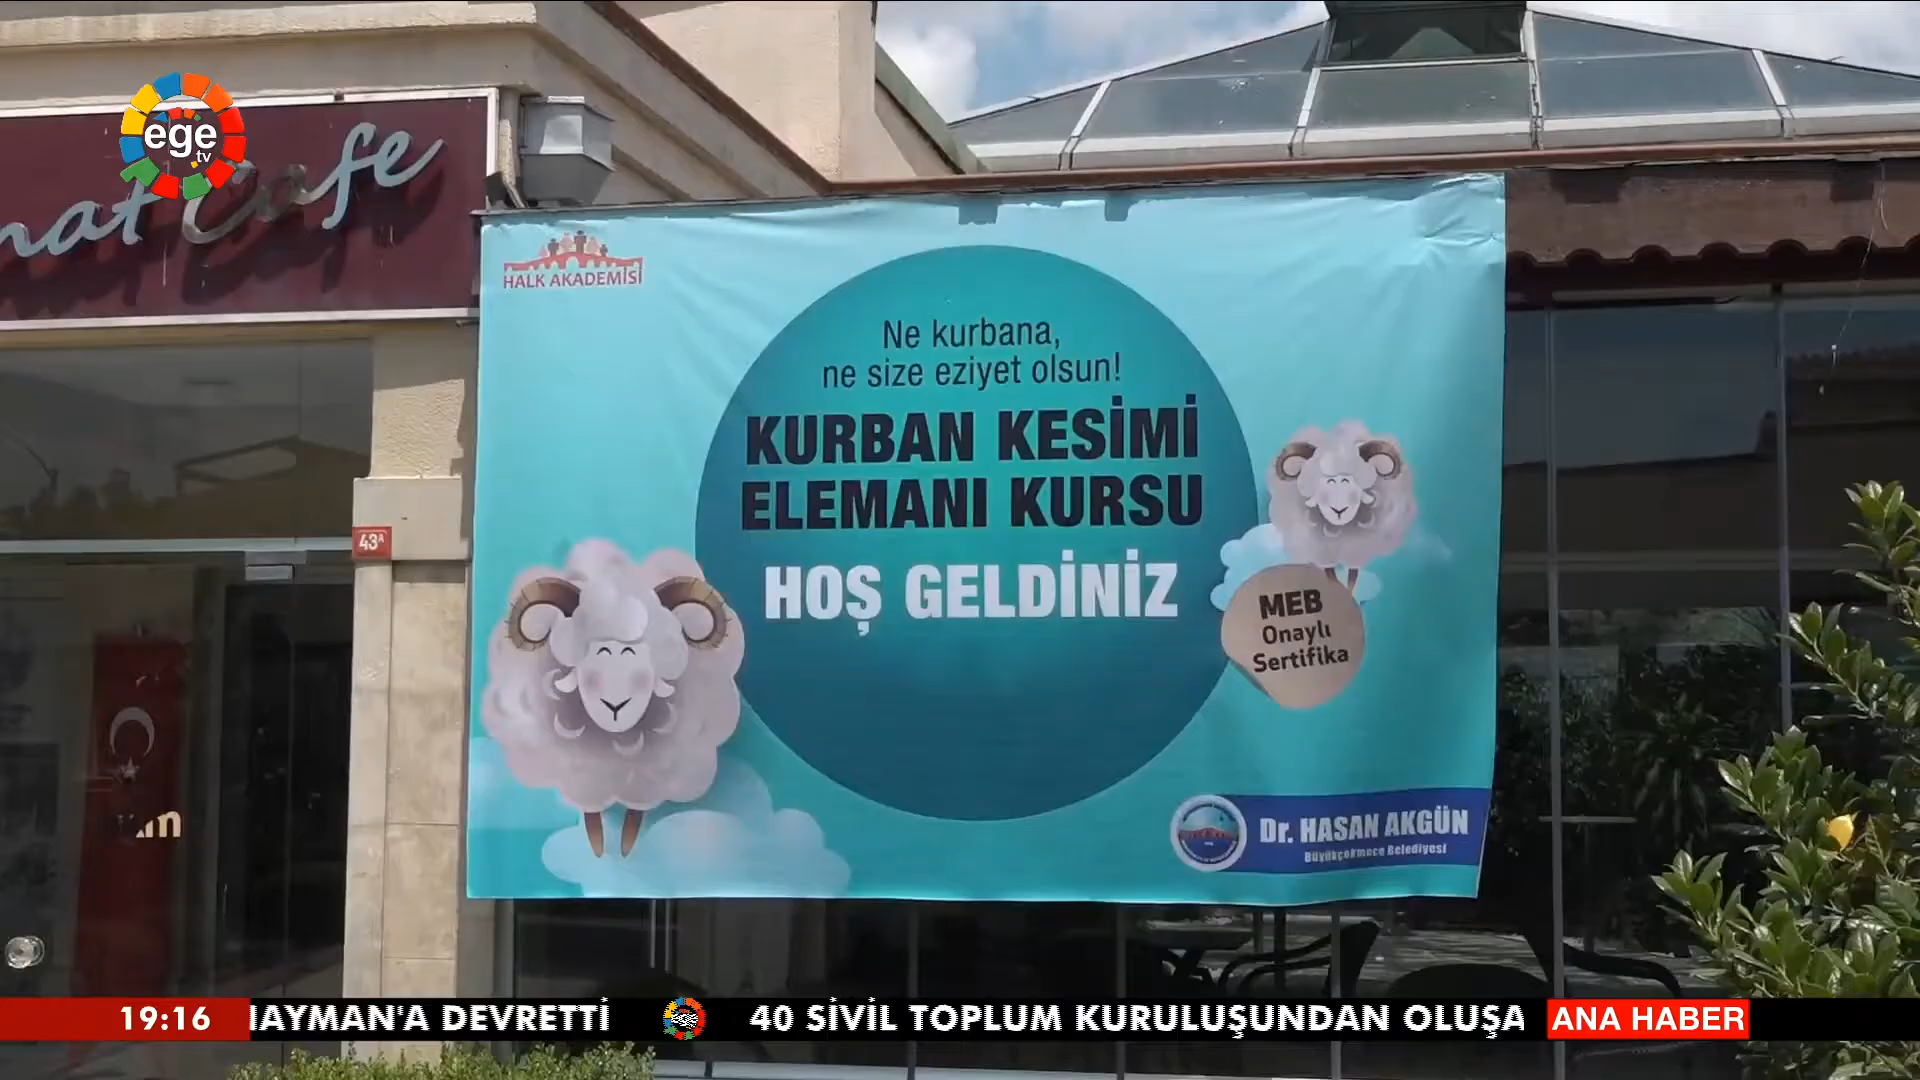 ege
tv
Cafe
HALK AKADEMİSİ
Ne kurbana,
ne size eziyet olsun!
KURBAN KESİMİ
ELEMANI KURSU
HOŞ GELDİNİZ
MEB
Onaylı
Sertifika
43A
Dr. HASAN AKGÜN
Büyükçekmece Belediyesi
19:16
HAYMAN'A DEVRETTİ
40 SİVİL TOPLUM KURULUŞUNDAN OLUŞA
ANA HABER